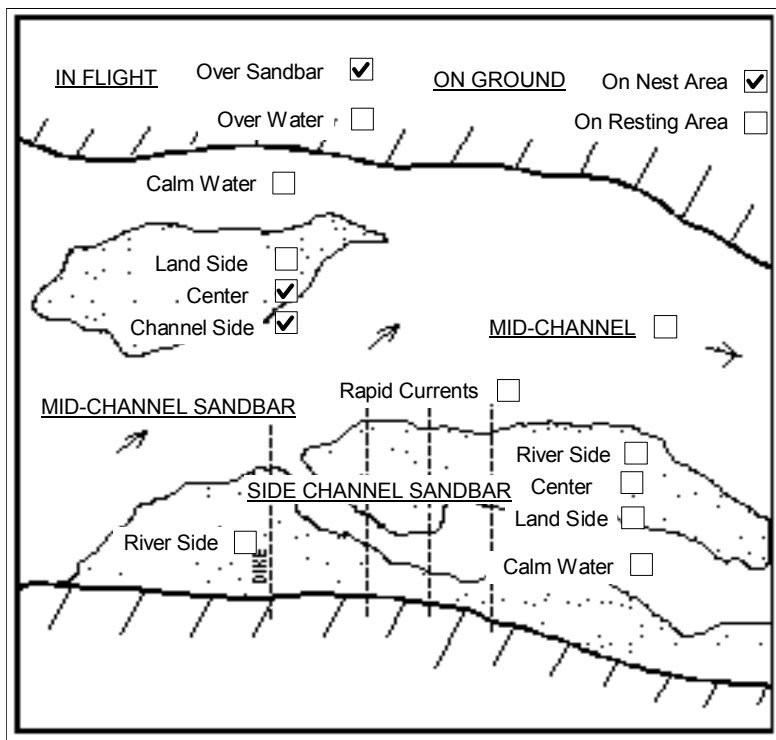 IN FLIGHT
Over Sandbar
ON GROUND
On Nest Area
Over Water
On Resting Area
Calm Water
Land Side
Center
Channel Side
MID-CHANNEL
Rapid Currents
MID-CHANNEL SANDBAR
River Side
SIDE CHANNEL SANDBAR
Center
Land Side
River Side
DIKE
Calm Water